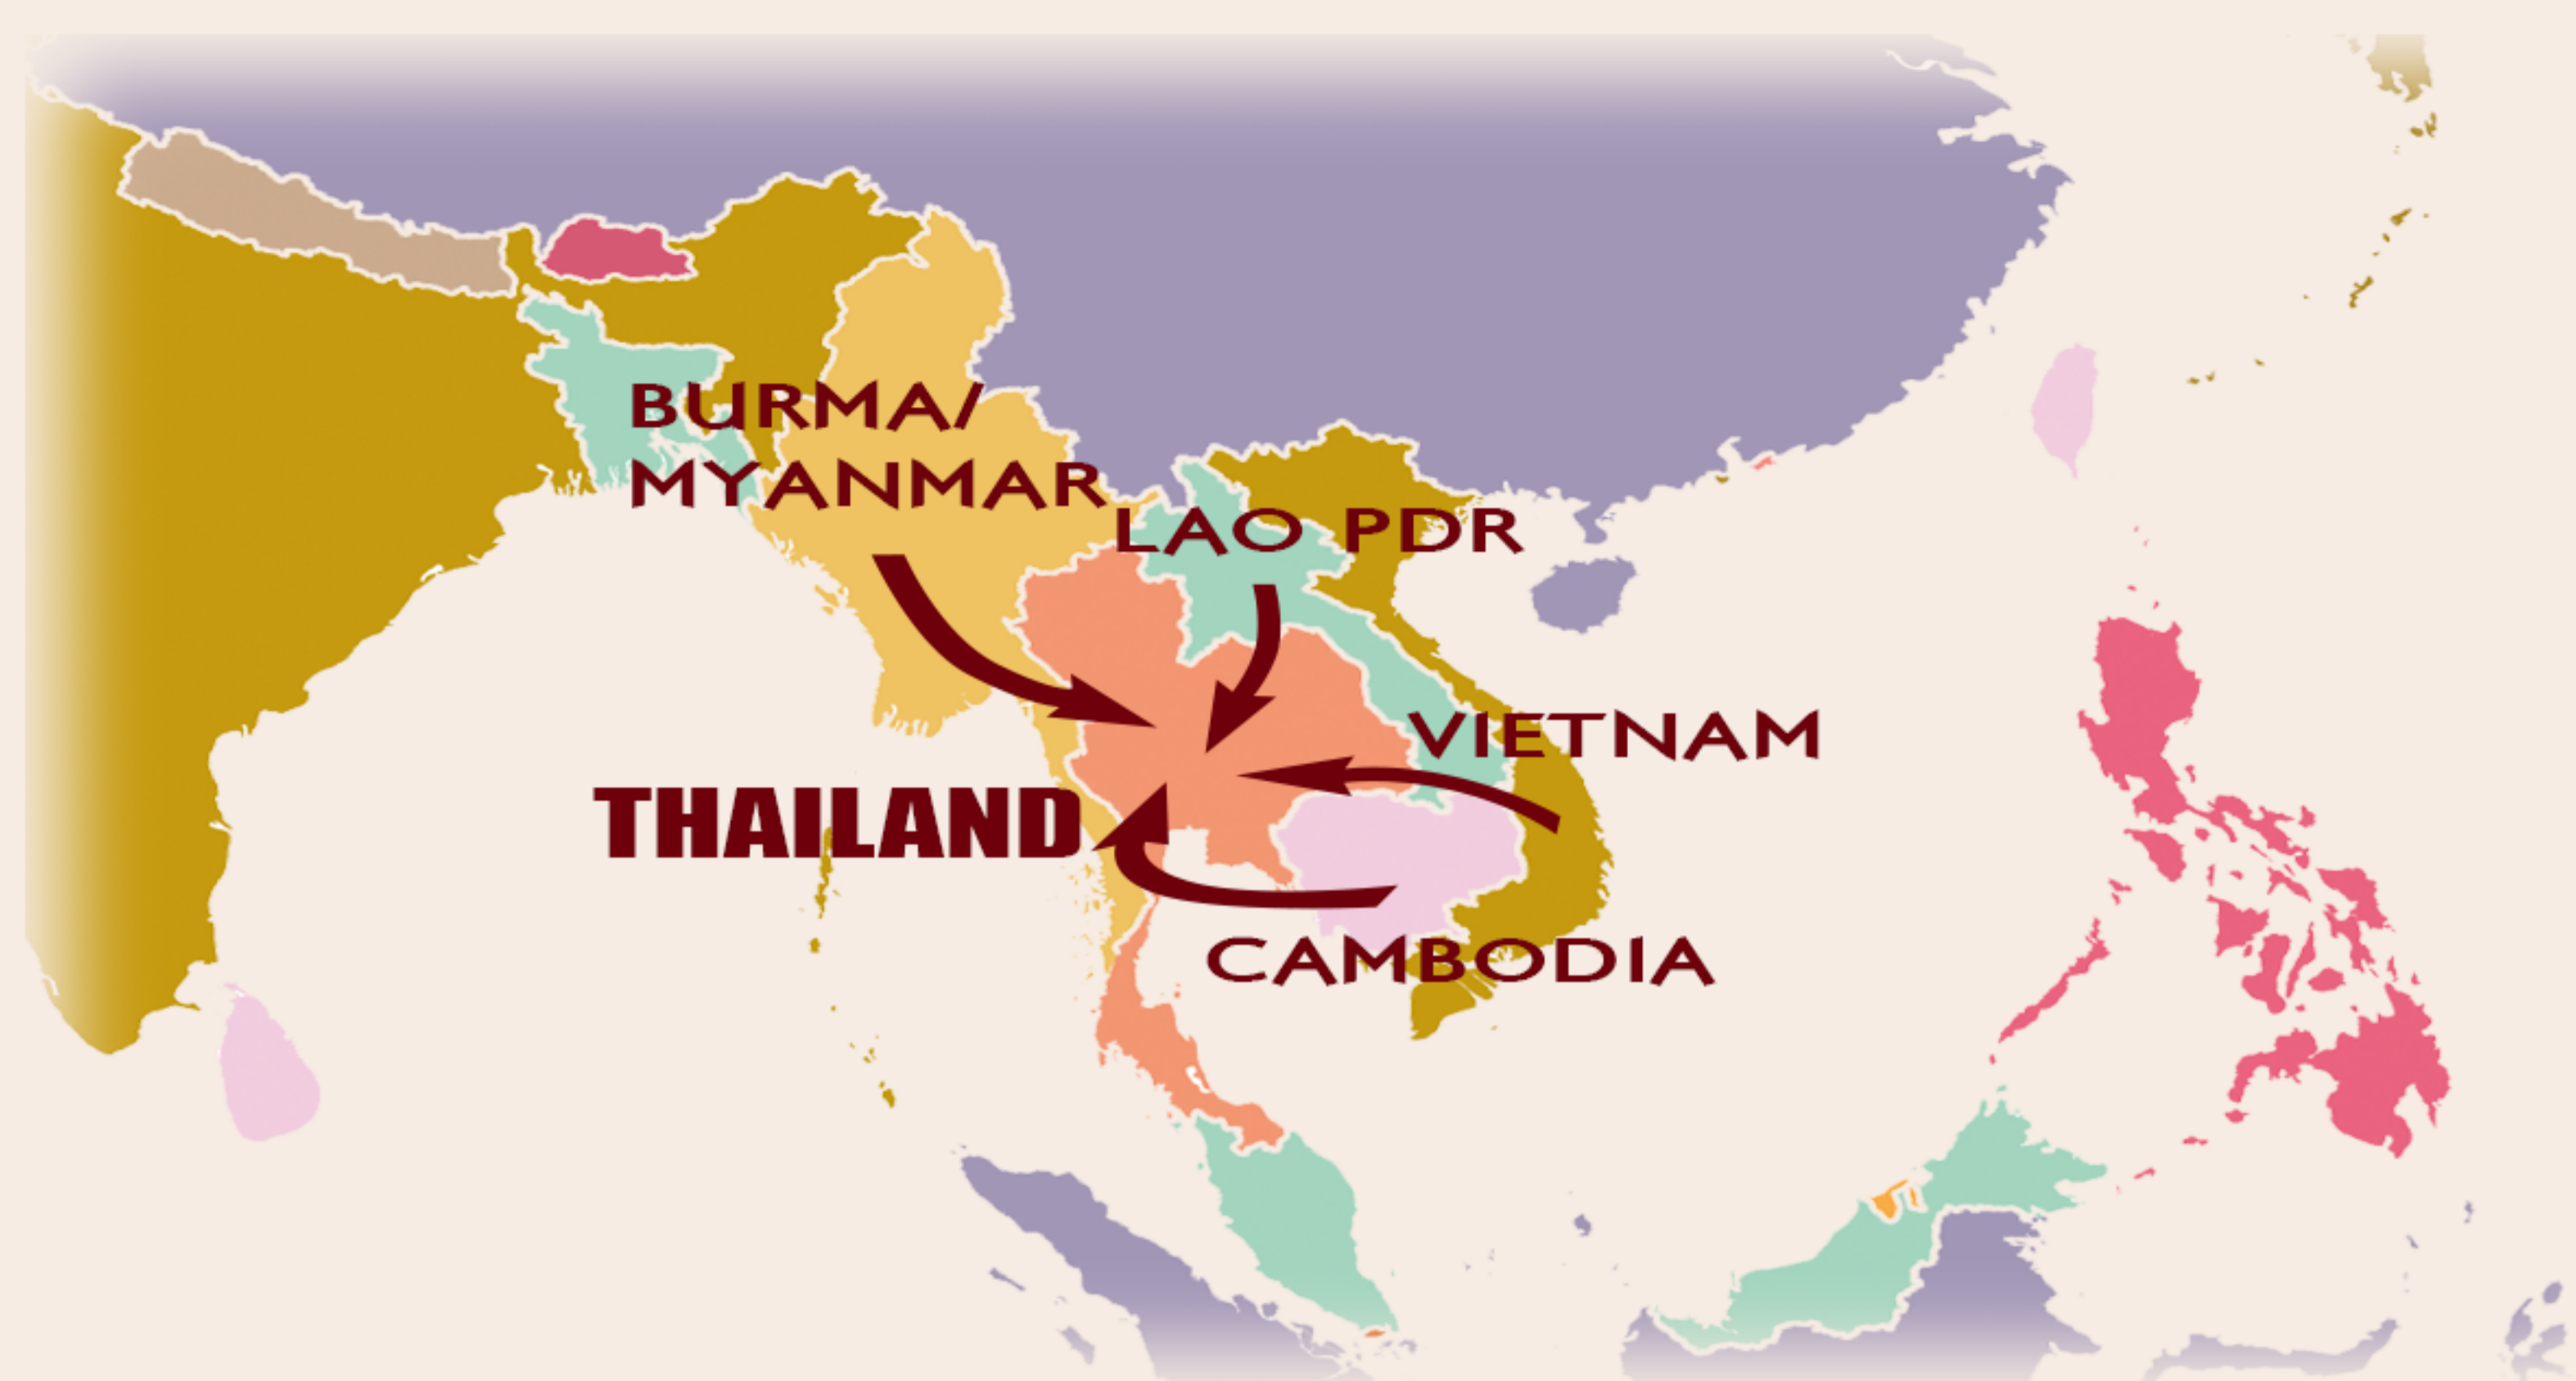 BURMA/
MYANMAR
LAO PDR
VIETNAM
THAILAND
CAMBODIA